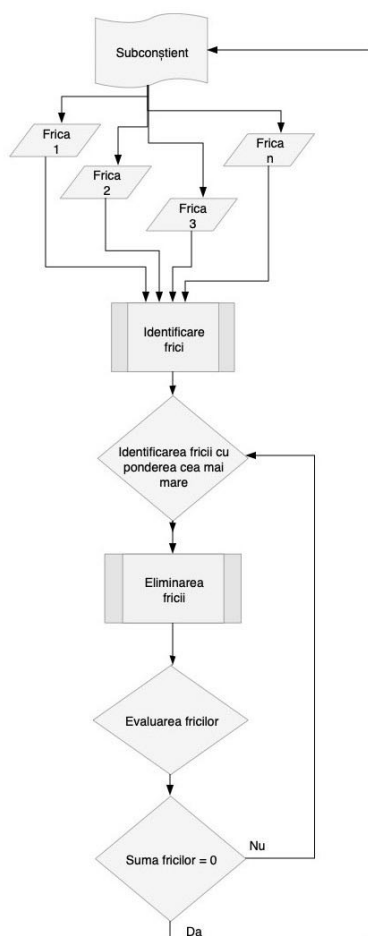 Subconștient
Frica
1
Frica
2
Frica
3
Frica
n
Identificare
frici
Identificarea fricii cu
ponderea cea mai
mare
Eliminarea
fricii
Evaluarea fricilor
Suma fricilor = 0
Nu
Da